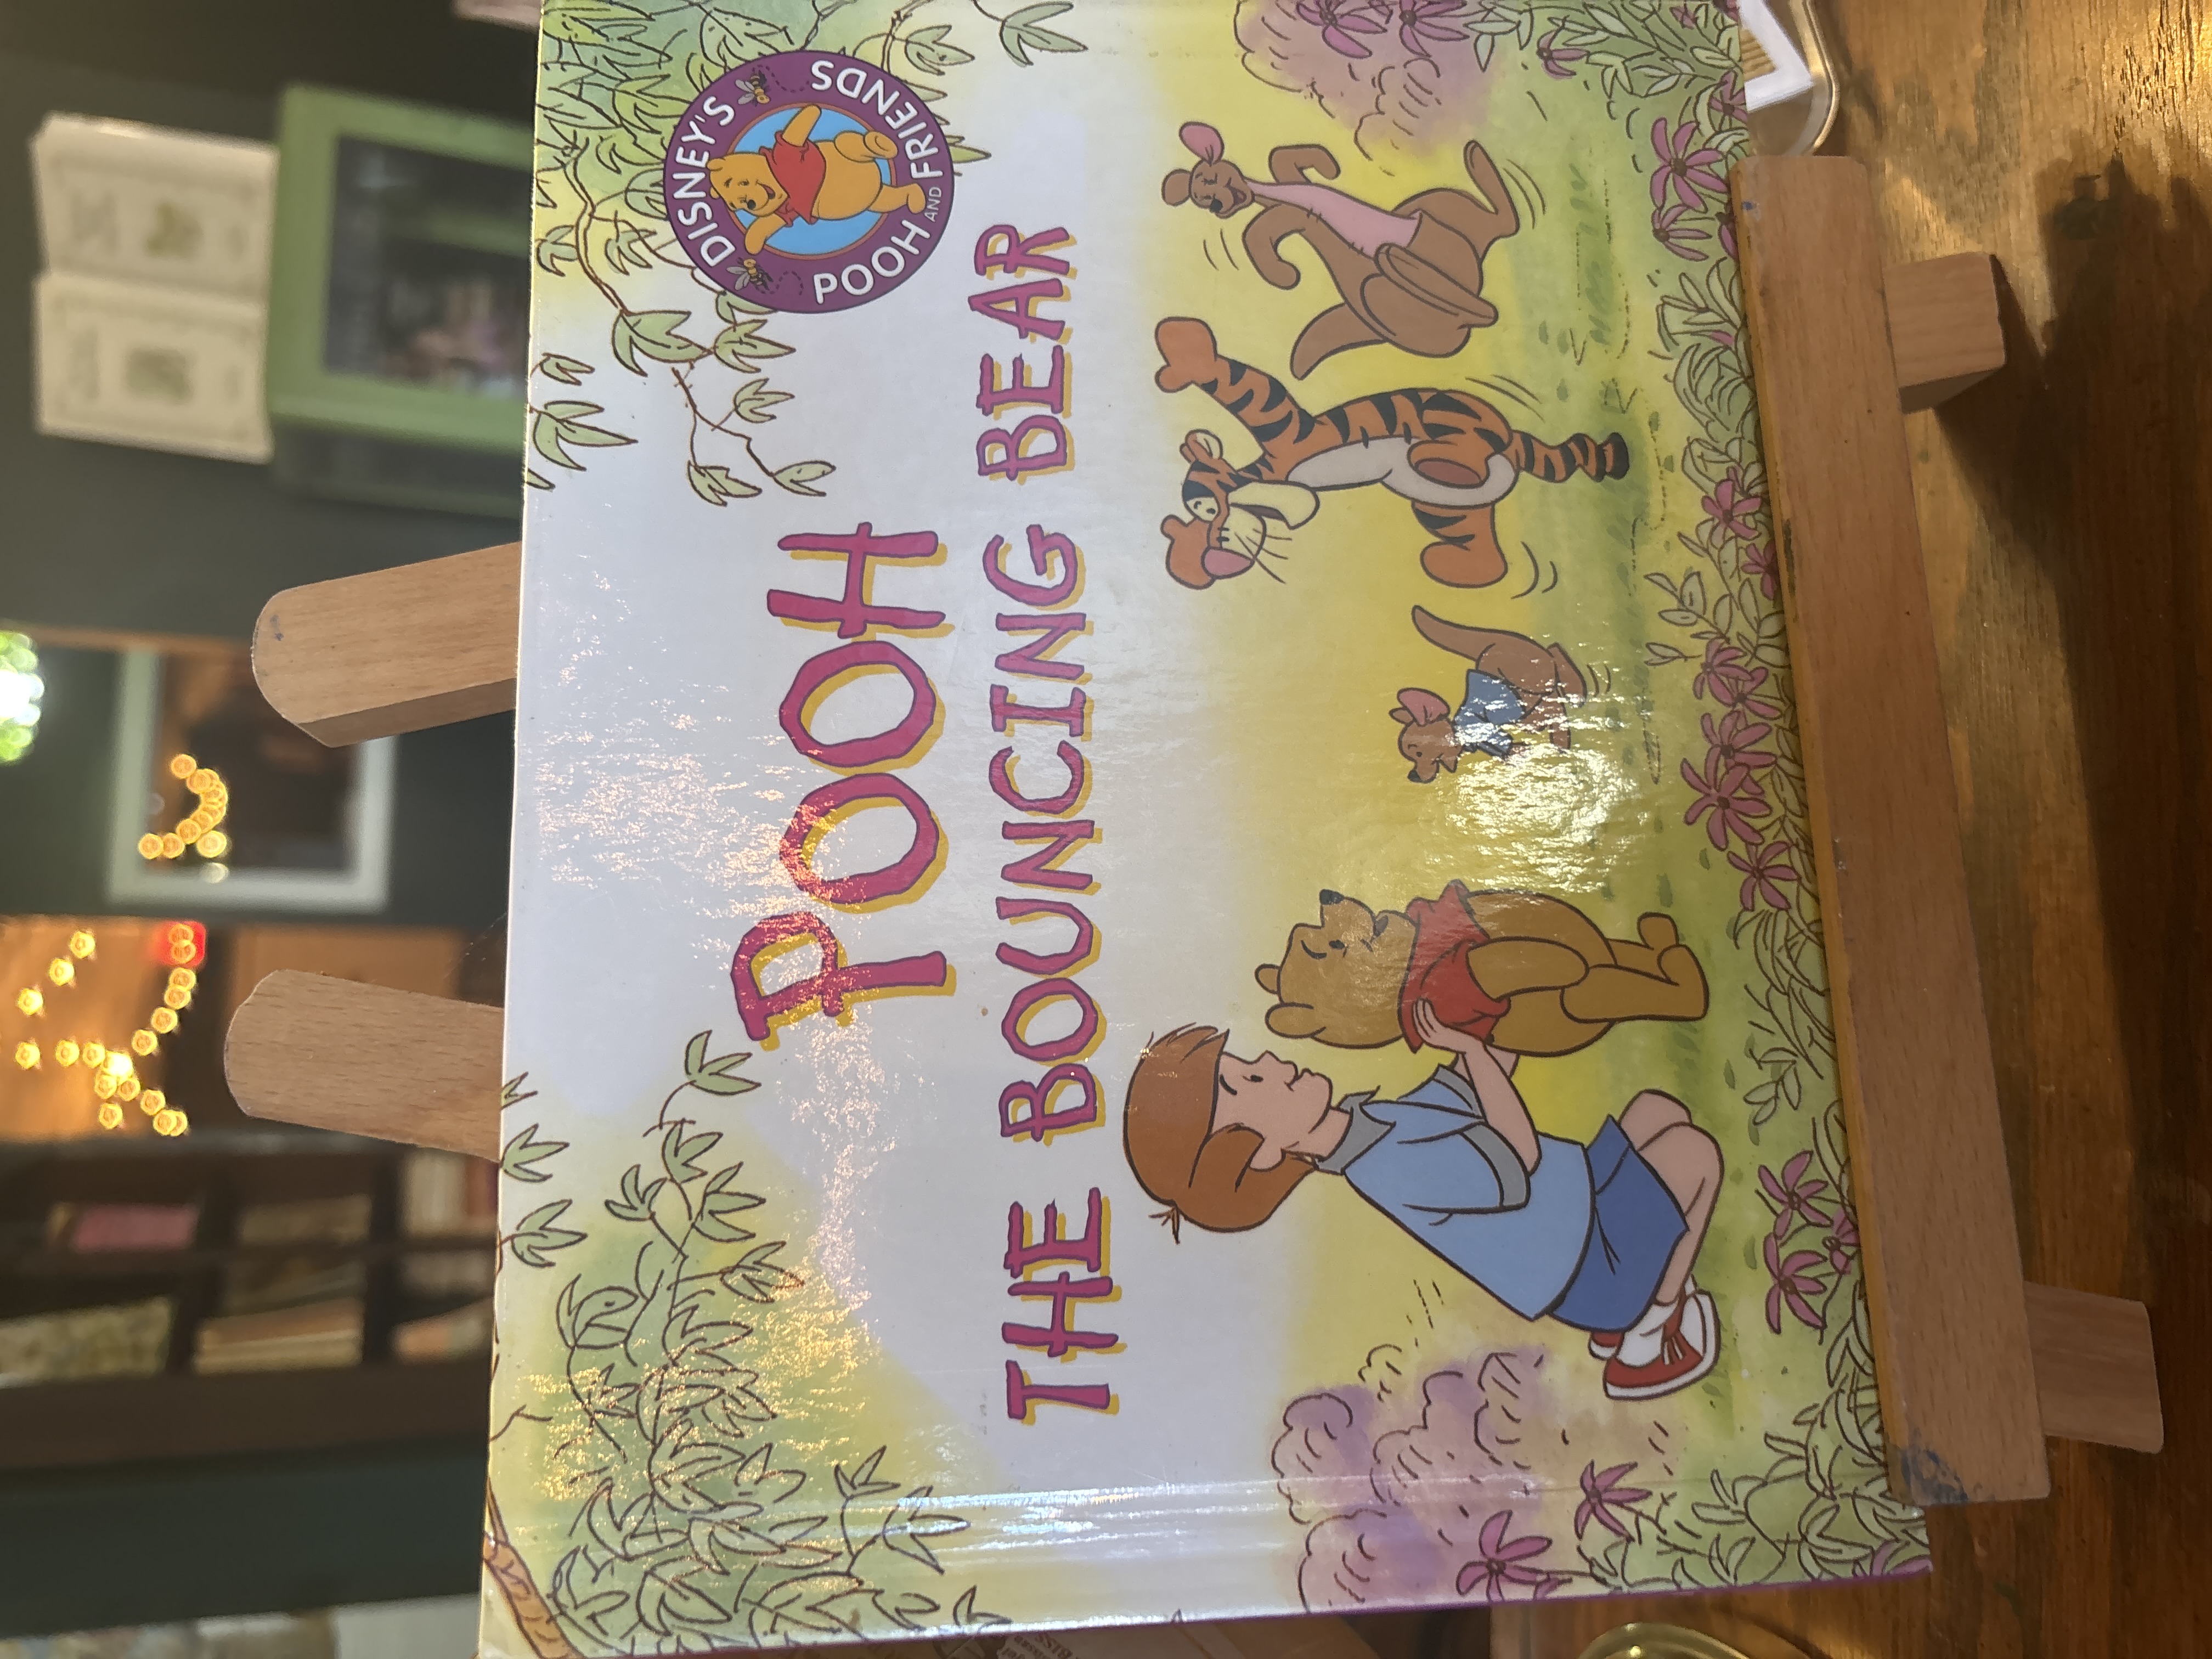 DISNEY'S
POOH AND FRIENDS
POOH
THE BOUNCING BEAR